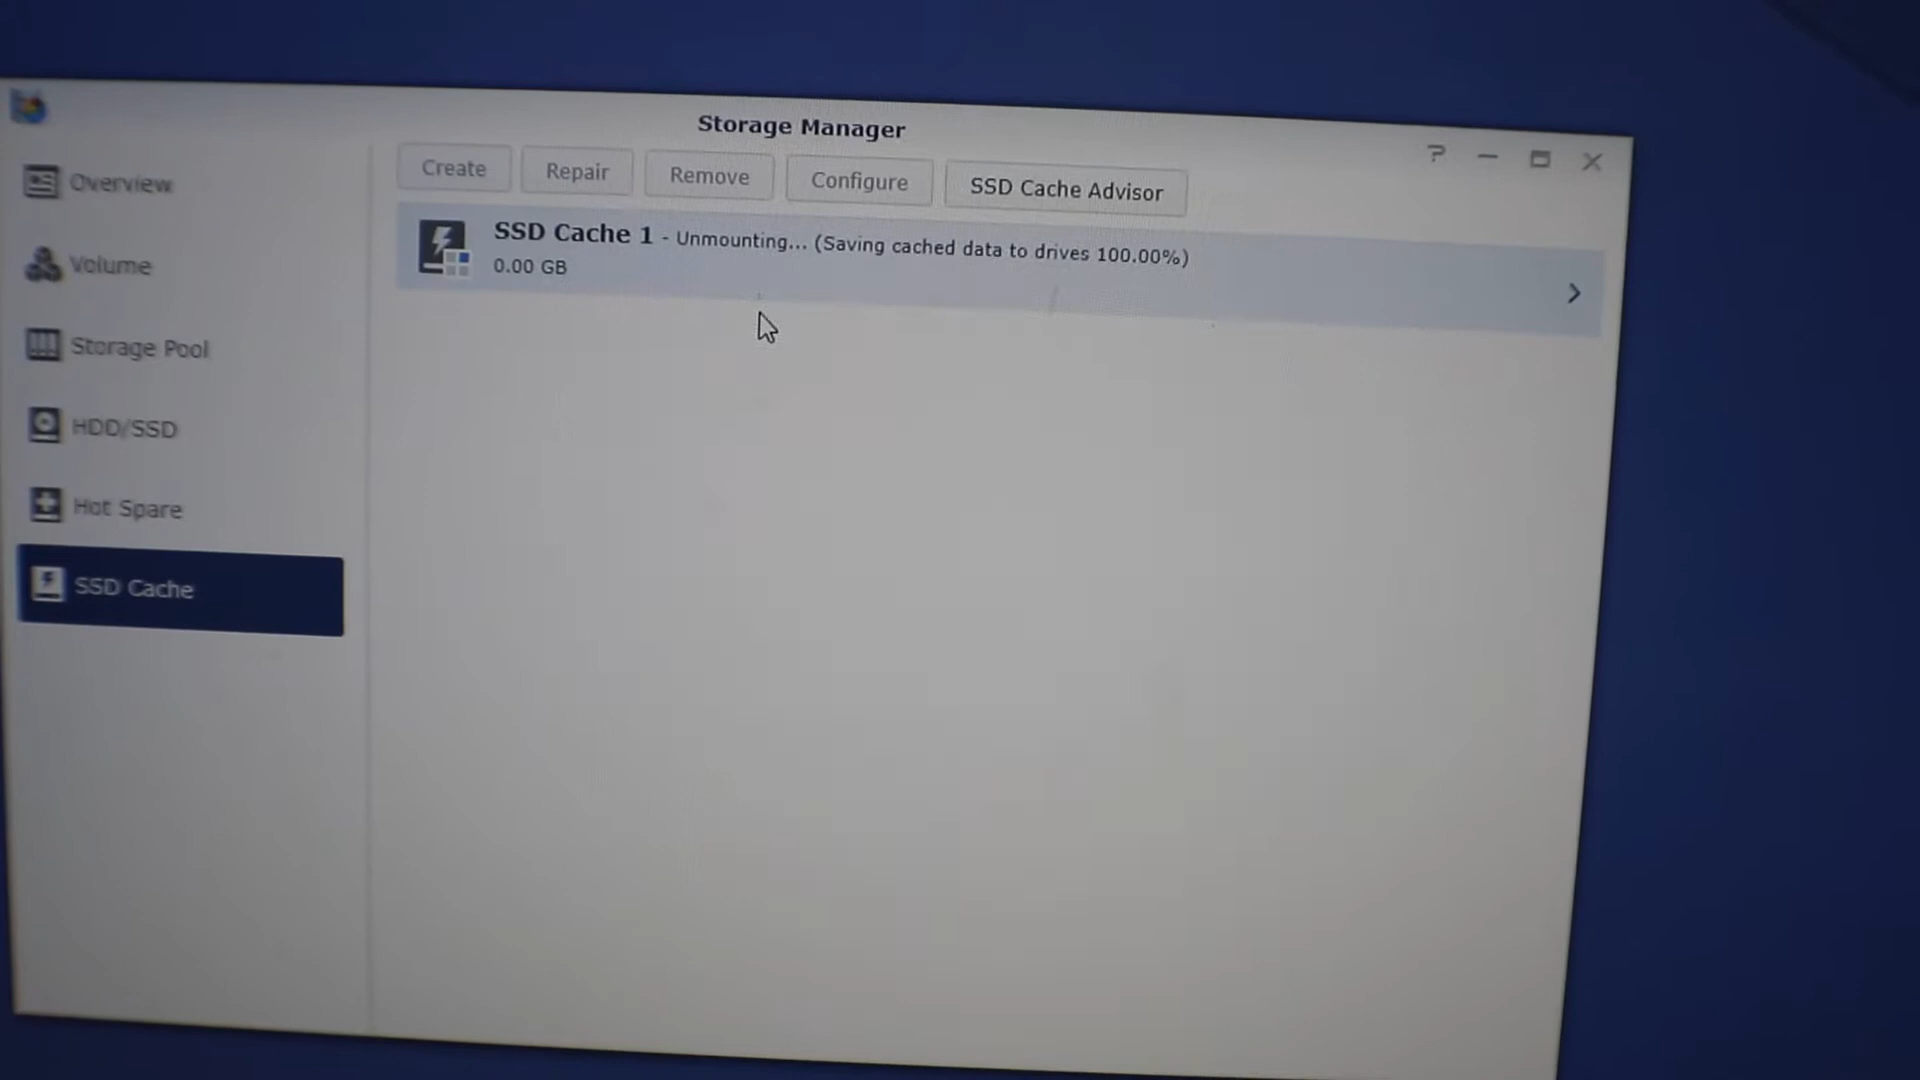 Storage Manager
?
Overview
Volume
Storage Pool
HDD/SSD
Hot Spare
SSD Cache
Create Repair Remove Configure SSD Cache Advisor
SSD Cache 1 - Unmounting... (Saving cached data to drives 100.00%)
0.00 GB